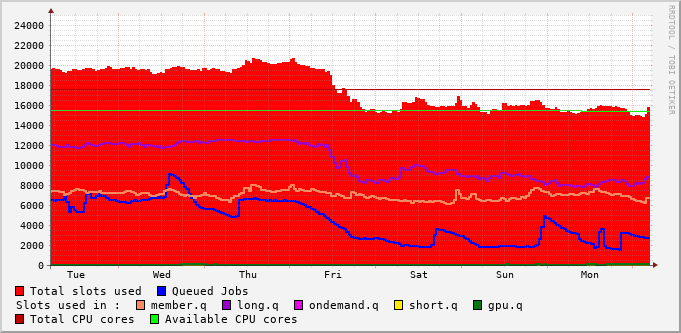 RRDTOOL / TOBI OETIKER
24000
22000
20000
18000
16000
14000
12000
10000
8000
6000
4000
2000
0
Tue Wed Thu Fri Sat Sun Mon
Total slots used Queued Jobs
Slots used in : member.q long.q ondemand.q short.q gpu.q
Total CPU cores Available CPU cores